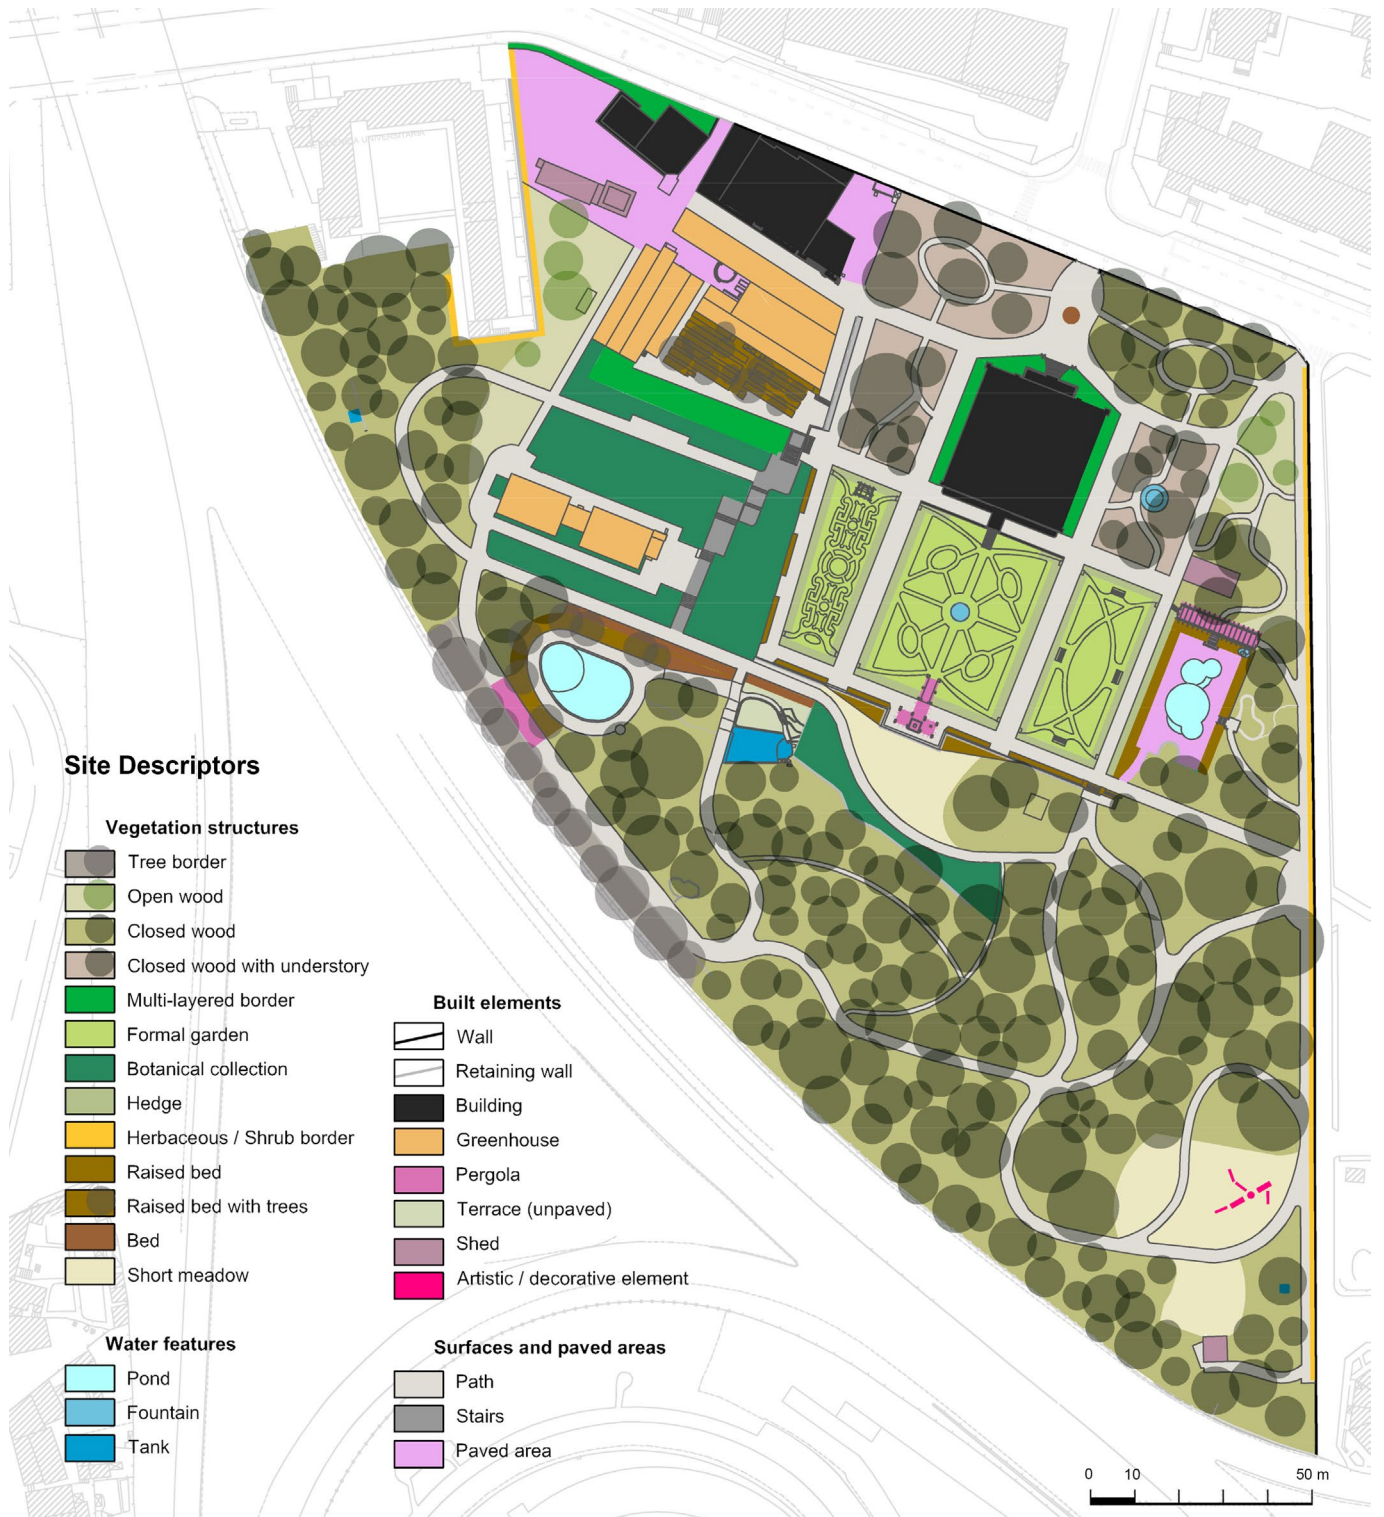 Site Descriptors
Vegetation structures
Tree border
Open wood
Closed wood
Closed wood with understory
Multi-layered border
Formal garden
Botanical collection
Hedge
Herbaceous / Shrub border
Raised bed
Raised bed with trees
Bed
Short meadow
Water features
Pond
Fountain
Tank
Built elements
Wall
Retaining wall
Building
Greenhouse
Pergola
Terrace (unpaved)
Shed
Artistic / decorative element
Surfaces and paved areas
Path
Stairs
Paved area
0 10 50 m